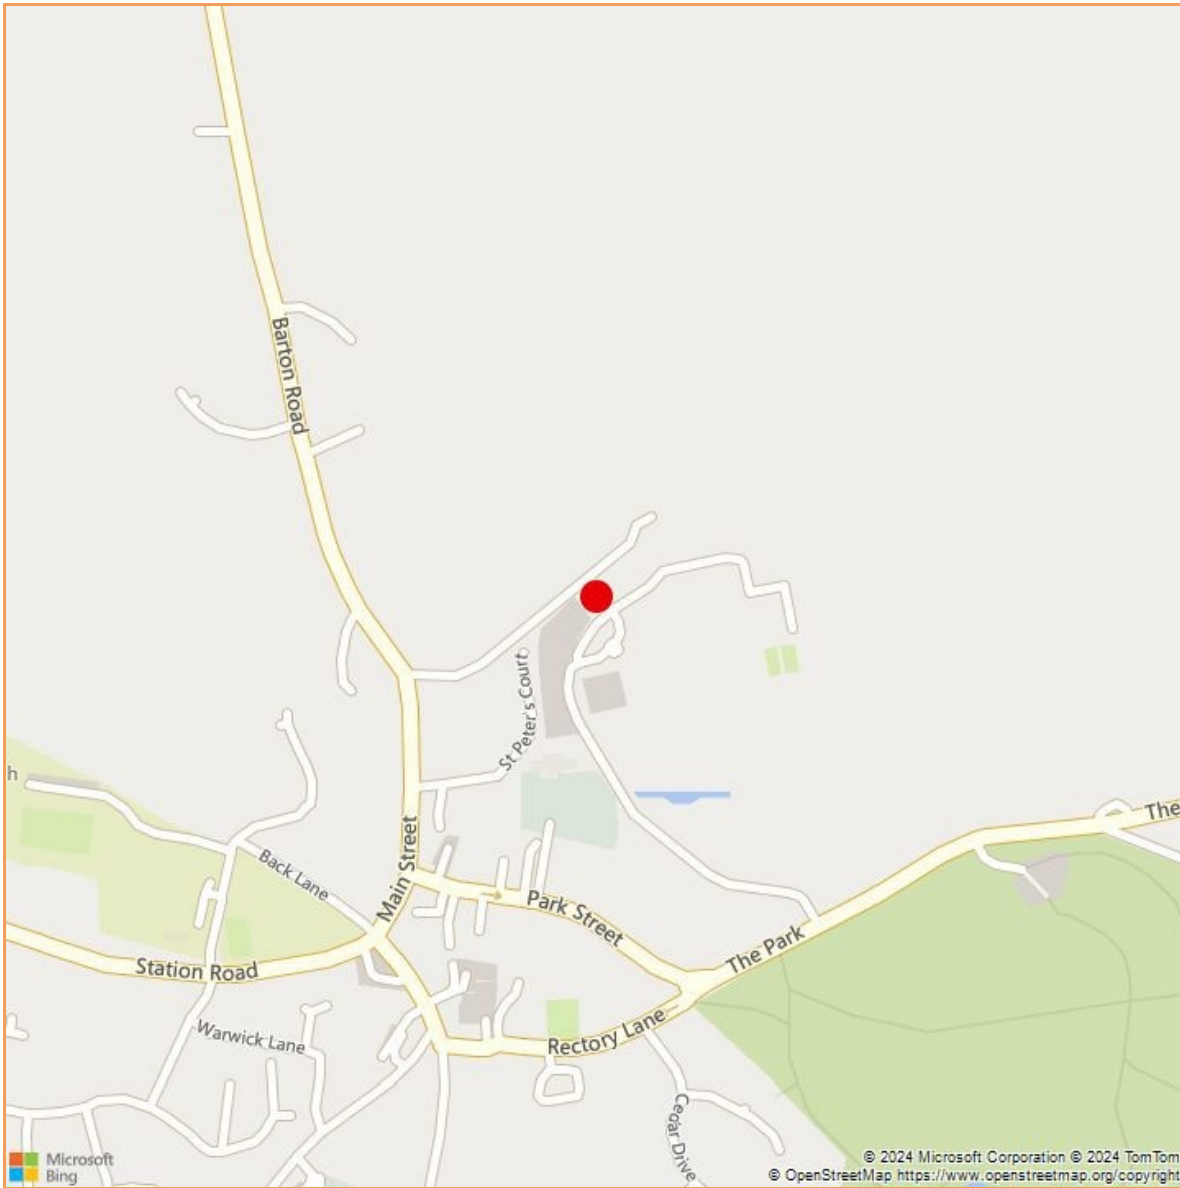 Barton Road
St Peter's Court
h
The
Main Street
Back Lane
Park Street
The Park
Station Road
Rectory Lane
Warwick Lane
Cedar Drive
Microsoft
Bing
© 2024 Microsoft Corporation © 2024 TomTom
© OpenStreetMap https://www.openstreetmap.org/copyright